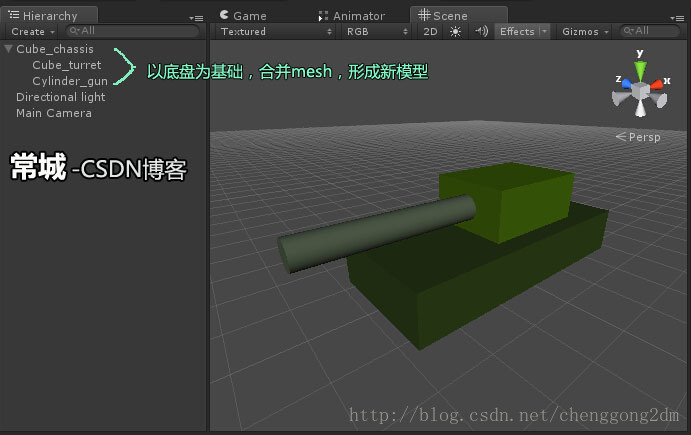 Hierarchy
Create
All
Cube_chassis
Cube_turret
Cylinder_gun
Directional light
Main Camera
以底盘为基础，合并mesh，形成新模型
常城 -CSDN博客
Game
Animator
Scene
Textured
RGB
2D
Effects
Gizmos
All
y
z
x
Persp
http://blog.csdn.net/chenggong2dm